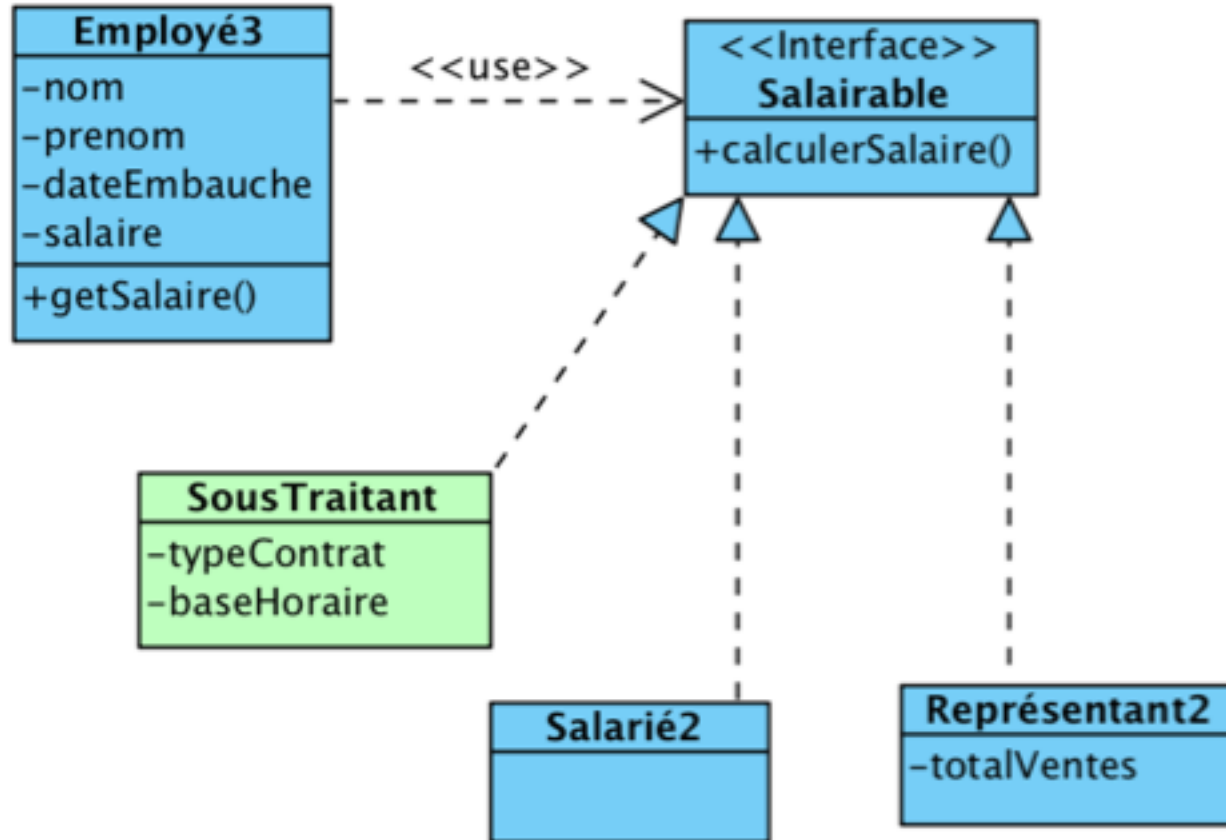 Employé3
-nom
-prenom
-dateEmbauche
-salaire
+getSalaire()
<<use>>
<<Interface>>
Salairable
+calculerSalaire()
SousTraitant
-typeContrat
-baseHoraire
Salarié2
Représentant2
-totalVentes